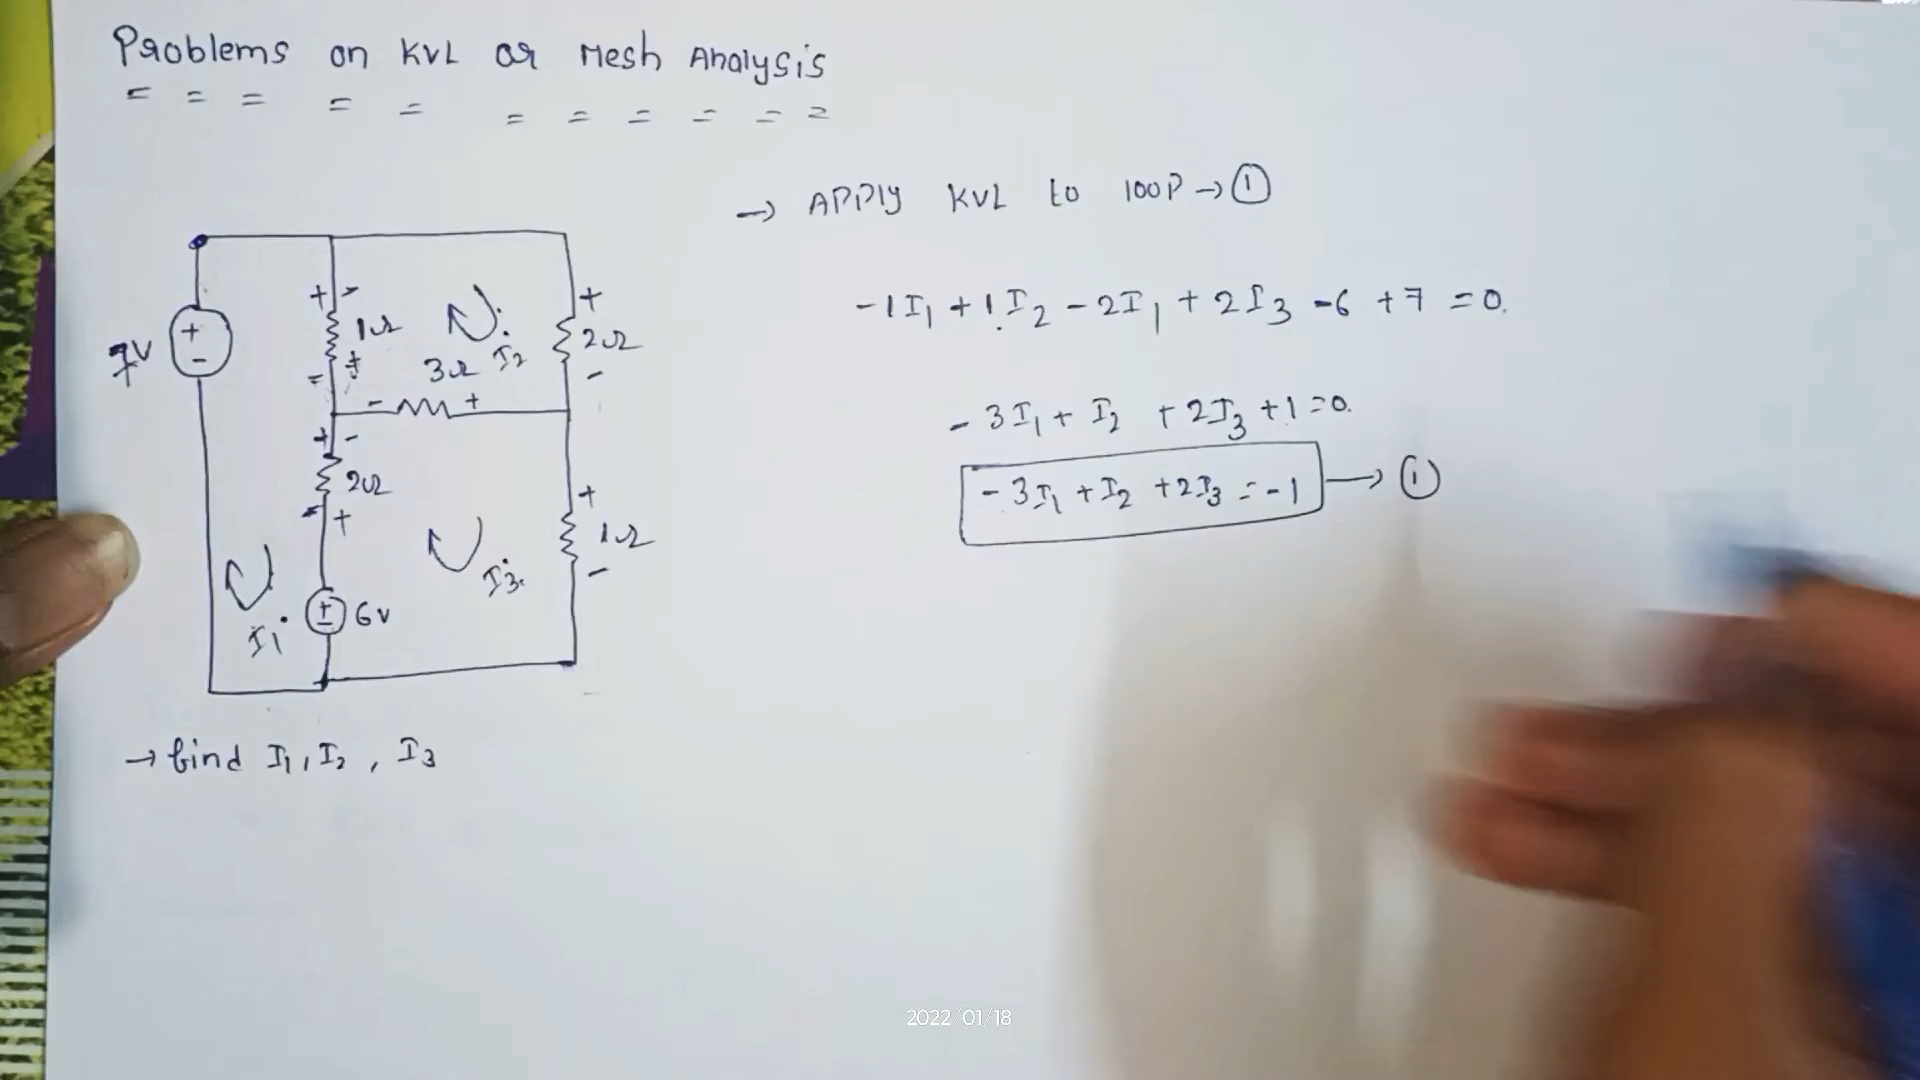 Problems on KVL or Mesh Analysis
→ Apply KVL to loop → ①
-1I₁ + 1I₂ - 2I₁ + 2I₃ - 6 + 7 = 0.
- 3I₁ + I₂ + 2I₃ + 1 = 0.
- 3I₁ + I₂ + 2I₃ = -1 → ①
7V
+
-
+ -
1Ω
- +
I₂
+
2Ω
-
3Ω
- +
+ -
2Ω
- +
I₁
+
-
6V
I₃
+
1Ω
-
→ find I₁, I₂, I₃
2022/01/18